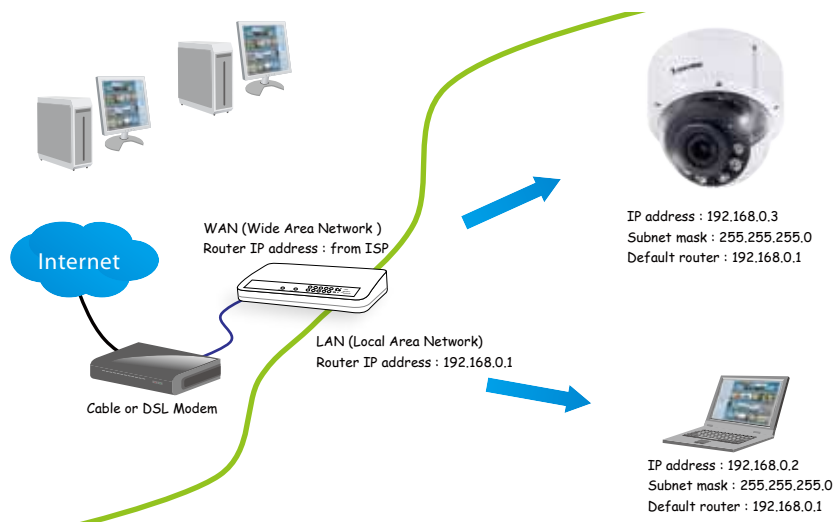 WAN (Wide Area Network )
Router IP address : from ISP
Internet
LAN (Local Area Network)
Router IP address : 192.168.0.1
Cable or DSL Modem
IP address : 192.168.0.3
Subnet mask : 255.255.255.0
Default router : 192.168.0.1
IP address : 192.168.0.2
Subnet mask : 255.255.255.0
Default router : 192.168.0.1